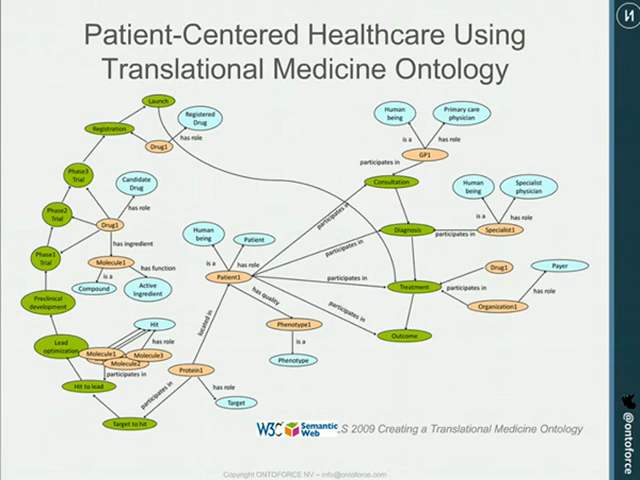 Patient-Centered Healthcare Using
Translational Medicine Ontology
Launch
Registration
Registered
Drug
has role
Drug1
Phase3
Trial
Candidate
Drug
has role
Phase2
Trial
Drug1
has ingredient
Phase1
Trial
Molecule1
is a
has function
Compound
Active
Ingredient
Preclinical
development
Hit
has role
Lead
optimization
Molecule1
Molecule2
Molecule3
participates in
Hit to lead
Target to hit
participates in
Protein1
has role
Target
located in
Human
being
Patient
is a
has role
Patient1
has quality
Phenotype1
is a
Phenotype
participates in
participates in
participates in
participates in
Human
being
Primary care
physician
is a
has role
GP1
participates in
Consultation
Human
being
Specialist
physician
is a
has role
Diagnosis
participates in
Specialist1
Drug1
Payer
Treatment
participates in
has role
Organization1
Outcome
W3C Semantic
Web
LS 2009 Creating a Translational Medicine Ontology
Copyright ONTOFORCE NV – info@ontoforce.com
@ontoforce